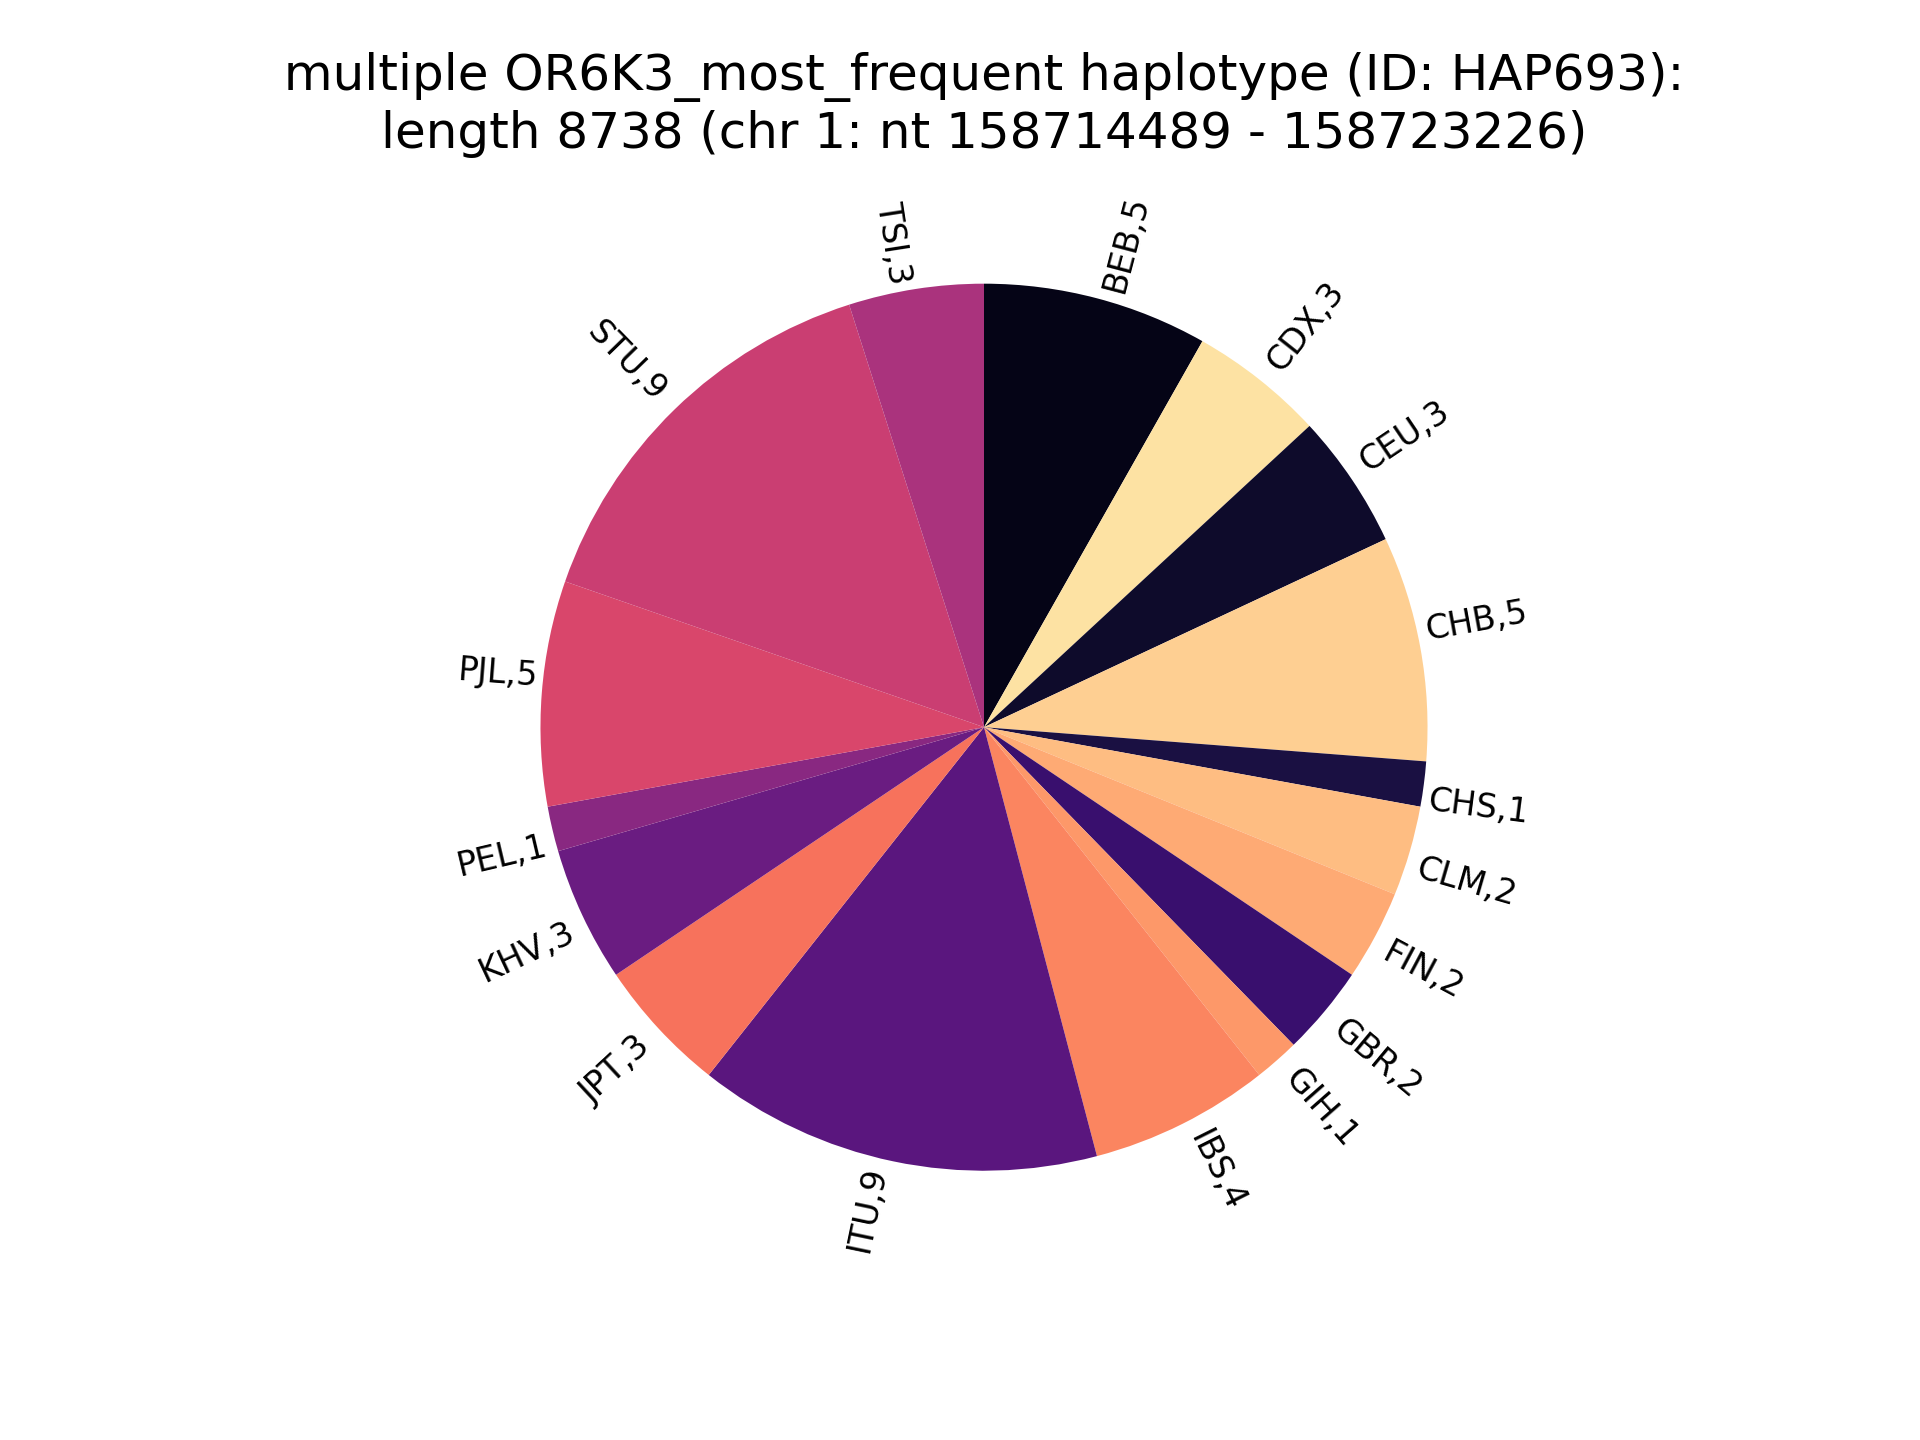 multiple OR6K3_most_frequent haplotype (ID: HAP693):
length 8738 (chr 1: nt 158714489 - 158723226)
BEB,5
CDX,3
CEU,3
CHB,5
CHS,1
CLM,2
FIN,2
GBR,2
GIH,1
IBS,4
ITU,9
JPT,3
KHV,3
PEL,1
PJL,5
STU,9
TSI,3